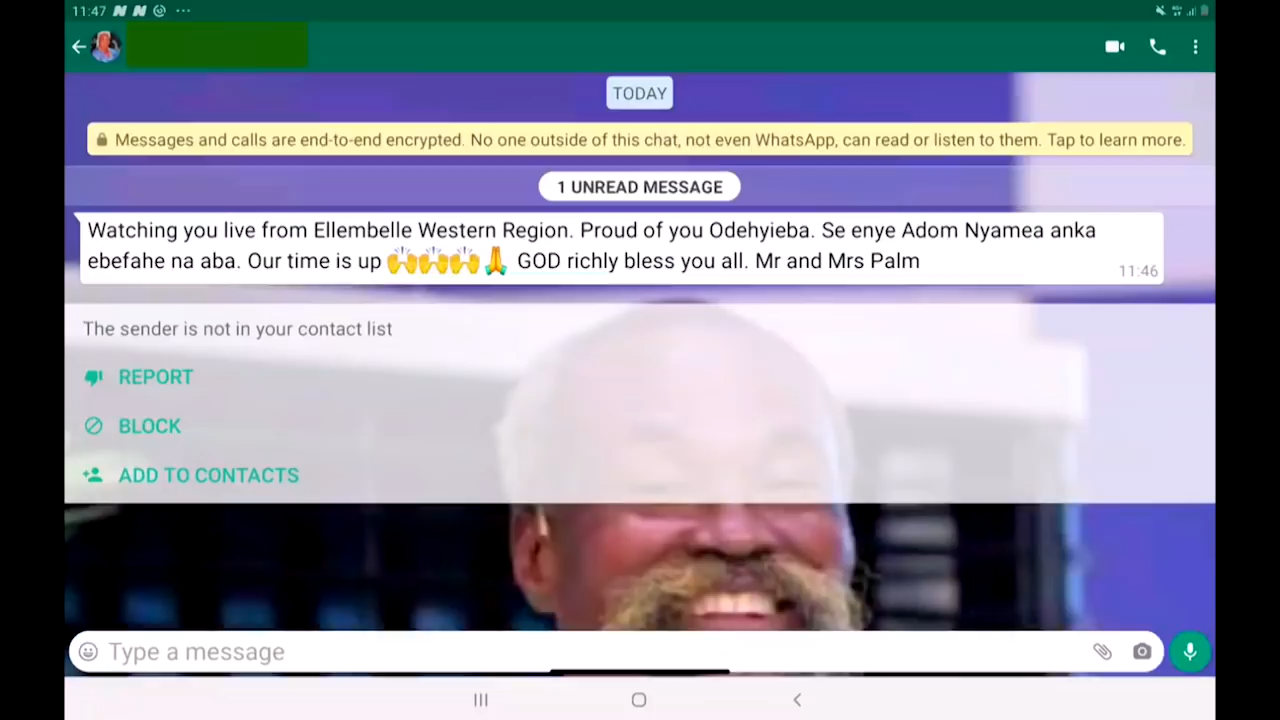 11:47
TODAY
Messages and calls are end-to-end encrypted. No one outside of this chat, not even WhatsApp, can read or listen to them. Tap to learn more.
1 UNREAD MESSAGE
Watching you live from Ellembelle Western Region. Proud of you Odehyieba. Se enye Adom Nyamea anka
ebefahe na aba. Our time is up 🙌🙌🙌🙏 GOD richly bless you all. Mr and Mrs Palm
11:46
The sender is not in your contact list
REPORT
BLOCK
ADD TO CONTACTS
Type a message